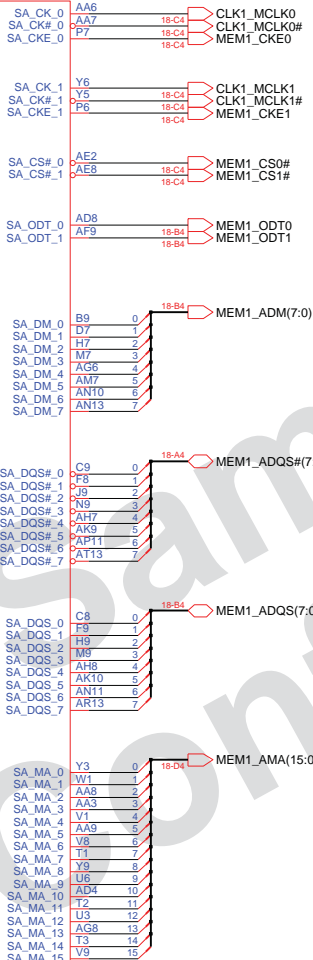 SA_CK_0 AA6 CLK1_MCLK0
SA_CK#_0 AA7 18-C4 CLK1_MCLK0#
SA_CKE_0 P7 18-C4 MEM1_CKE0
18-C4
SA_CK_1 Y6 CLK1_MCLK1
SA_CK#_1 Y5 18-C4 CLK1_MCLK1#
SA_CKE_1 P6 18-C4 MEM1_CKE1
18-C4
SA_CS#_0 AE2 MEM1_CS0#
SA_CS#_1 AE8 18-C4 MEM1_CS1#
18-C4
SA_ODT_0 AD8 MEM1_ODT0
SA_ODT_1 AF9 18-B4 MEM1_ODT1
18-B4
18-B4 MEM1_ADM(7:0)
SA_DM_0 B9 0
SA_DM_1 D7 1
SA_DM_2 H7 2
SA_DM_3 M7 3
SA_DM_4 AG6 4
SA_DM_5 AM7 5
SA_DM_6 AN10 6
SA_DM_7 AN13 7
18-A4 MEM1_ADQS#(7:
SA_DQS#_0 C9 0
SA_DQS#_1 F8 1
SA_DQS#_2 J9 2
SA_DQS#_3 N9 3
SA_DQS#_4 AH7 4
SA_DQS#_5 AK9 5
SA_DQS#_6 AP11 6
SA_DQS#_7 AT13 7
18-B4 MEM1_ADQS(7:0
SA_DQS_0 C8 0
SA_DQS_1 F9 1
SA_DQS_2 H9 2
SA_DQS_3 M9 3
SA_DQS_4 AH8 4
SA_DQS_5 AK10 5
SA_DQS_6 AN11 6
SA_DQS_7 AR13 7
18-D4 MEM1_AMA(15:0
SA_MA_0 Y3 0
SA_MA_1 W1 1
SA_MA_2 AA8 2
SA_MA_3 AA3 3
SA_MA_4 V1 4
SA_MA_5 AA9 5
SA_MA_6 V8 6
SA_MA_7 T1 7
SA_MA_8 Y9 8
SA_MA_9 U6 9
SA_MA_10 AD4 10
SA_MA_11 T2 11
SA_MA_12 U3 12
SA_MA_13 AG8 13
SA_MA_14 T3 14
SA_MA_15 V9 15
Sam
Con